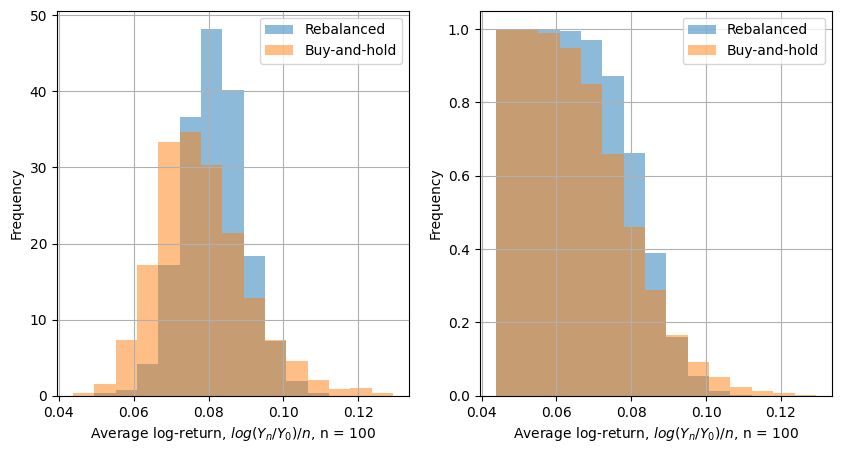 50
40
30
20
10
0
Frequency
0.04 0.06 0.08 0.10 0.12
Average log-return, log(Yₙ/Y₀)/n, n = 100
Rebalanced
Buy-and-hold
1.0
0.8
0.6
0.4
0.2
0.0
Frequency
0.04 0.06 0.08 0.10 0.12
Average log-return, log(Yₙ/Y₀)/n, n = 100
Rebalanced
Buy-and-hold